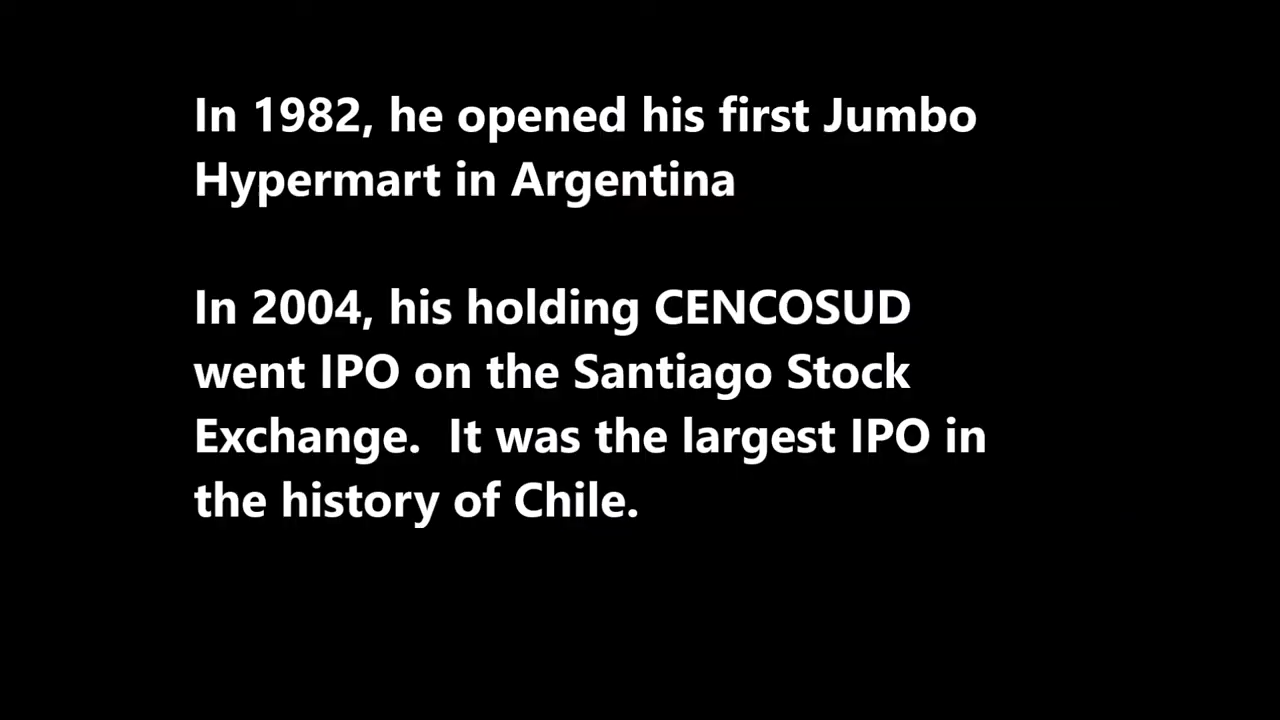 In 1982, he opened his first Jumbo
Hypermart in Argentina
In 2004, his holding CENCOSUD
went IPO on the Santiago Stock
Exchange.  It was the largest IPO in
the history of Chile.